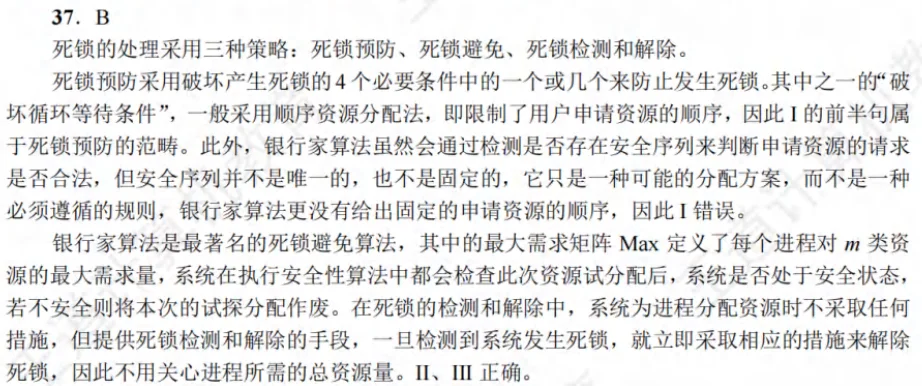 37. B
死锁的处理采用三种策略：死锁预防、死锁避免、死锁检测和解除。
死锁预防采用破坏产生死锁的4个必要条件中的一个或几个来防止发生死锁。其中之一的“破
坏循环等待条件”，一般采用顺序资源分配法，即限制了用户申请资源的顺序，因此 I 的前半句属
于死锁预防的范畴。此外，银行家算法虽然会通过检测是否存在安全序列来判断申请资源的请求
是否合法，但安全序列并不是唯一的，也不是固定的，它只是一种可能的分配方案，而不是一种
必须遵循的规则，银行家算法更没有给出固定的申请资源的顺序，因此 I 错误。
银行家算法是最著名的死锁避免算法，其中的最大需求矩阵 Max 定义了每个进程对 m 类资
源的最大需求量，系统在执行安全性算法中都会检查此次资源试分配后，系统是否处于安全状态，
若不安全则将本次的试探分配作废。在死锁的检测和解除中，系统为进程分配资源时不采取任何
措施，但提供死锁检测和解除的手段，一旦检测到系统发生死锁，就立即采取相应的措施来解除
死锁，因此不用关心进程所需的总资源量。II、III 正确。